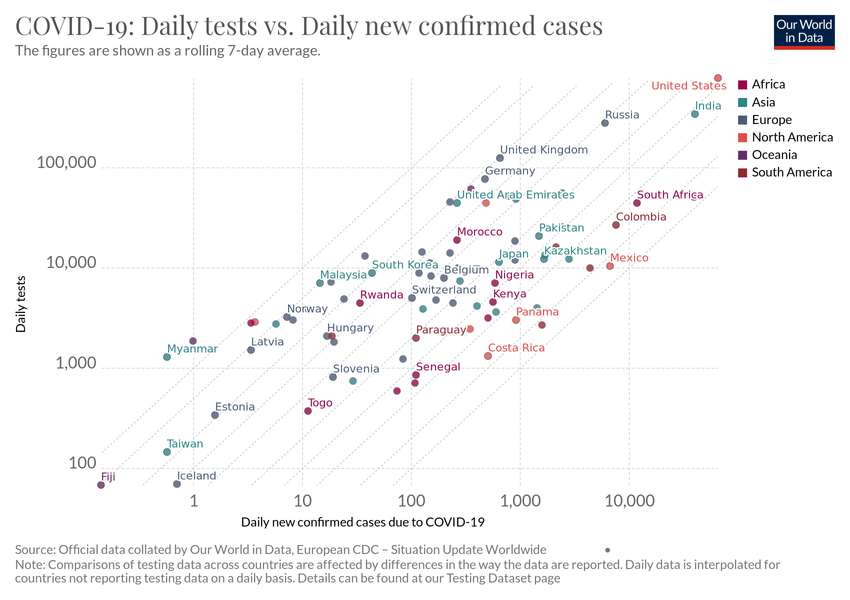 COVID-19: Daily tests vs. Daily new confirmed cases
The figures are shown as a rolling 7-day average.
Our World
in Data
United States
India
Russia
United Kingdom
Germany
United Arab Emirates
South Africa
Colombia
Morocco
Pakistan
Kazakhstan
Japan
Mexico
South Korea
Belgium
Malaysia
Nigeria
Switzerland
Rwanda
Kenya
Norway
Panama
Hungary
Paraguay
Latvia
Myanmar
Costa Rica
Slovenia
Senegal
Togo
Estonia
Taiwan
Iceland
Fiji
Africa
Asia
Europe
North America
Oceania
South America
Daily tests
100,000
10,000
1,000
100
1
10
100
1,000
10,000
Daily new confirmed cases due to COVID-19
Source: Official data collated by Our World in Data, European CDC – Situation Update Worldwide
Note: Comparisons of testing data across countries are affected by differences in the way the data are reported. Daily data is interpolated for
countries not reporting testing data on a daily basis. Details can be found at our Testing Dataset page